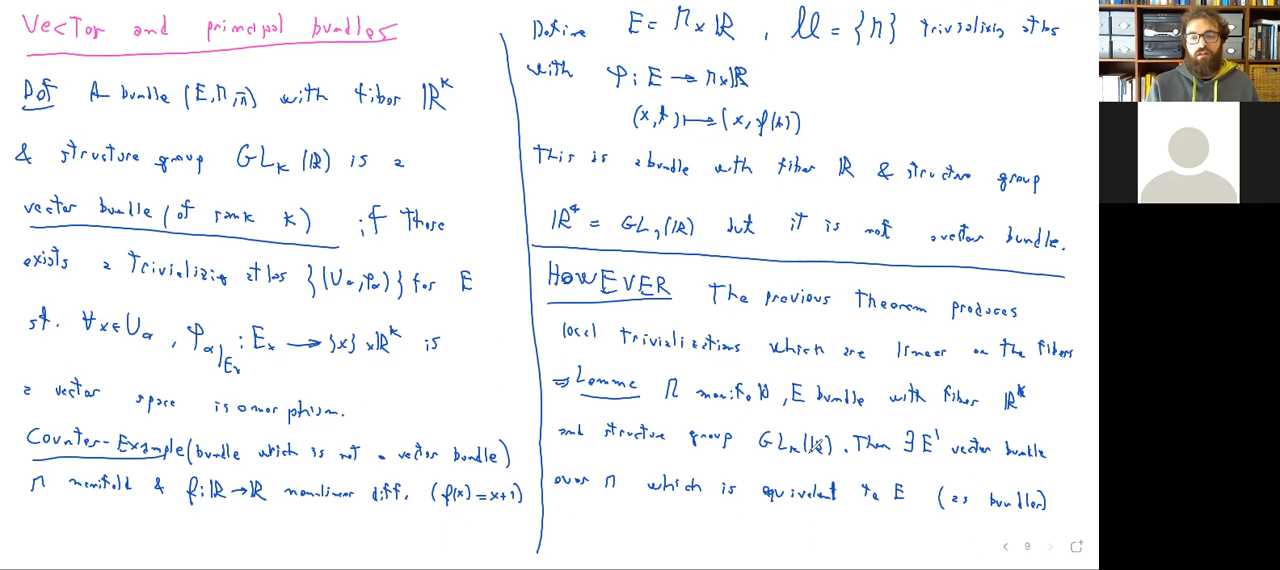 Vector and principal bundles
Def A bundle (E, M, π) with fiber ℝ^k
& structure group GL_k(ℝ) is a
vector bundle (of rank k) if there
exists a trivializing atlas {(U_α, φ_α)} for E
st. ∀x∈U_α, φ_α|_{E_x} : E_x → {x}×ℝ^k is
a vector space isomorphism.
Counter-Example (bundle which is not a vector bundle)
M manifold & f: ℝ→ℝ nonlinear diff. (f(x)=x+1)
Define E = M×ℝ, 𝒰 = {M} trivializing atlas
with φ: E → M×ℝ
(x,t) ↦ (x, f(t))
This is a bundle with fiber ℝ & structure group
ℝ^* = GL_1(ℝ) but it is not a vector bundle.
HOWEVER The previous theorem produces
local trivializations which are linear on the fibers
⇒ Lemma M manifold, E bundle with fiber ℝ^k
and structure group GL_k(ℝ). Then ∃ E' vector bundle
over M which is equivalent to E (as bundles)
9